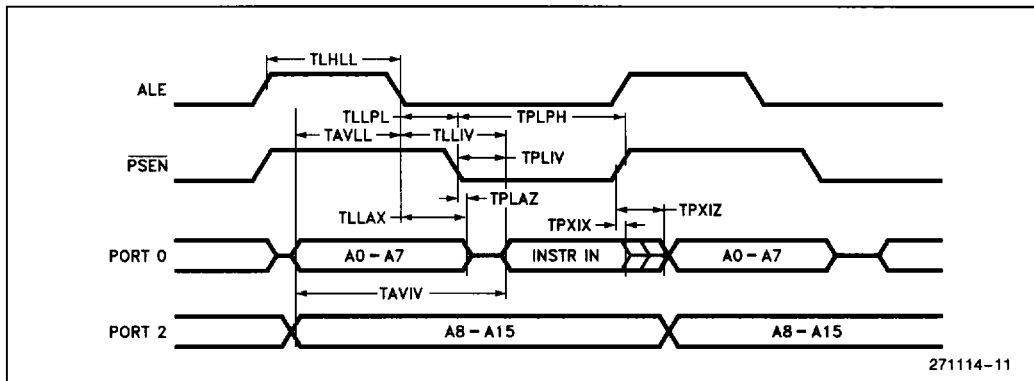 TLHLL
ALE
TLLPL TPLPH
TAVLL TLLIV
PSEN TPLIV
TPLAZ
TLLAX TPXIZ
TPXIX
PORT 0 A0-A7 INSTR IN A0-A7
TAVIV
PORT 2 A8-A15 A8-A15
271114-11